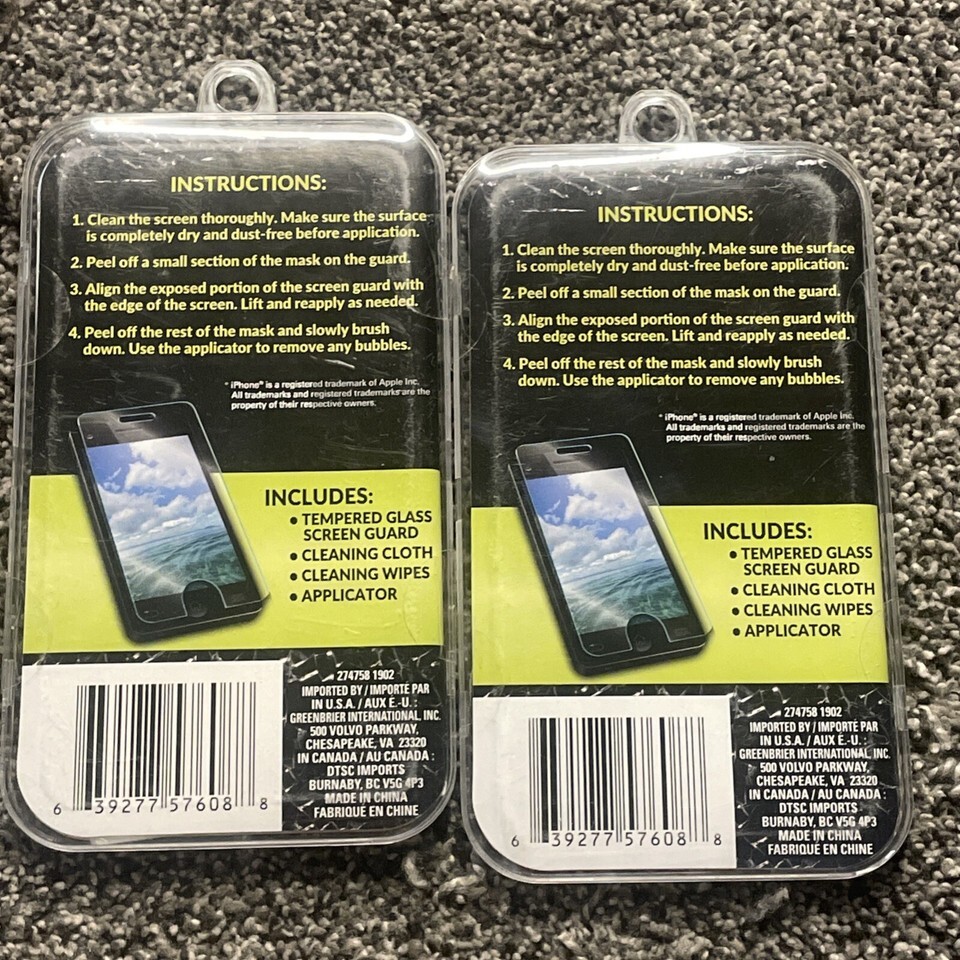 INSTRUCTIONS:
1. Clean the screen thoroughly. Make sure the surface
is completely dry and dust-free before application.
2. Peel off a small section of the mask on the guard.
3. Align the exposed portion of the screen guard with
the edge of the screen. Lift and reapply as needed.
4. Peel off the rest of the mask and slowly brush
down. Use the applicator to remove any bubbles.
* iPhone® is a registered trademark of Apple Inc.
All trademarks and registered trademarks are the
property of their respective owners.
INCLUDES:
• TEMPERED GLASS
SCREEN GUARD
• CLEANING CLOTH
• CLEANING WIPES
• APPLICATOR
274758 1902
IMPORTED BY / IMPORTÉ PAR
IN U.S.A. / AUX É.-U. :
GREENBRIER INTERNATIONAL, INC.
500 VOLVO PARKWAY,
CHESAPEAKE, VA 23320
IN CANADA / AU CANADA :
DTSC IMPORTS
BURNABY, BC V5G 4P3
MADE IN CHINA
FABRIQUÉ EN CHINE
6 39277 57608 8
INSTRUCTIONS:
1. Clean the screen thoroughly. Make sure the surface
is completely dry and dust-free before application.
2. Peel off a small section of the mask on the guard.
3. Align the exposed portion of the screen guard with
the edge of the screen. Lift and reapply as needed.
4. Peel off the rest of the mask and slowly brush
down. Use the applicator to remove any bubbles.
* iPhone® is a registered trademark of Apple Inc.
All trademarks and registered trademarks are the
property of their respective owners.
INCLUDES:
• TEMPERED GLASS
SCREEN GUARD
• CLEANING CLOTH
• CLEANING WIPES
• APPLICATOR
274758 1902
IMPORTED BY / IMPORTÉ PAR
IN U.S.A. / AUX É.-U. :
GREENBRIER INTERNATIONAL, INC.
500 VOLVO PARKWAY,
CHESAPEAKE, VA 23320
IN CANADA / AU CANADA :
DTSC IMPORTS
BURNABY, BC V5G 4P3
MADE IN CHINA
FABRIQUÉ EN CHINE
6 39277 57608 8